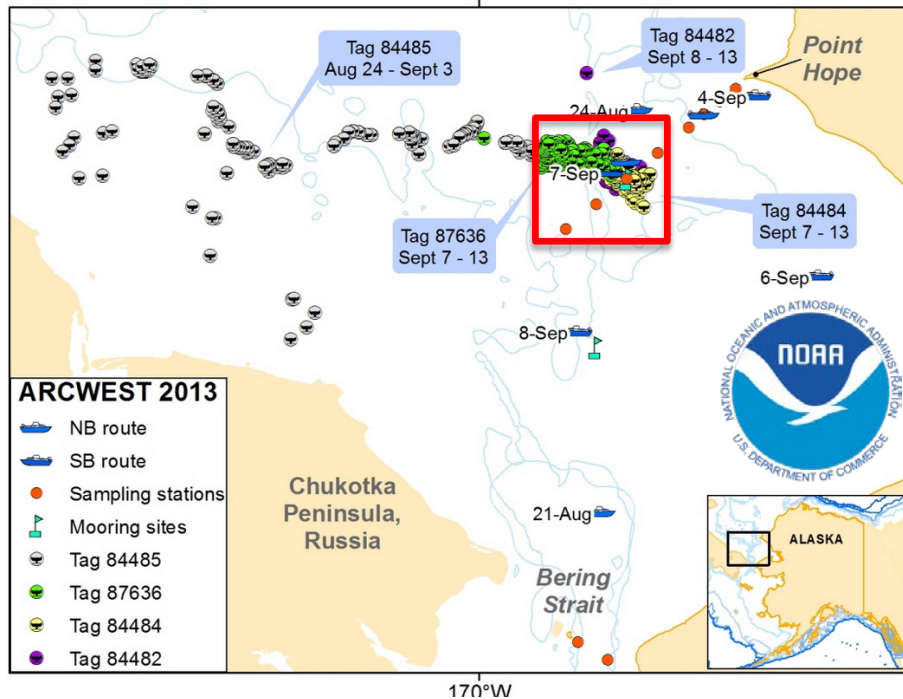 Tag 84485
Aug 24 - Sept 3
Tag 84482
Sept 8 - 13
Point
Hope
24-Aug
4-Sep
7-Sep
Tag 87636
Sept 7 - 13
Tag 84484
Sept 7 - 13
6-Sep
8-Sep
NATIONAL OCEANIC AND ATMOSPHERIC ADMINISTRATION
NOAA
U.S. DEPARTMENT OF COMMERCE
ARCWEST 2013
NB route
SB route
Sampling stations
Mooring sites
Tag 84485
Tag 87636
Tag 84484
Tag 84482
Chukotka
Peninsula,
Russia
21-Aug
Bering
Strait
ALASKA
170°W